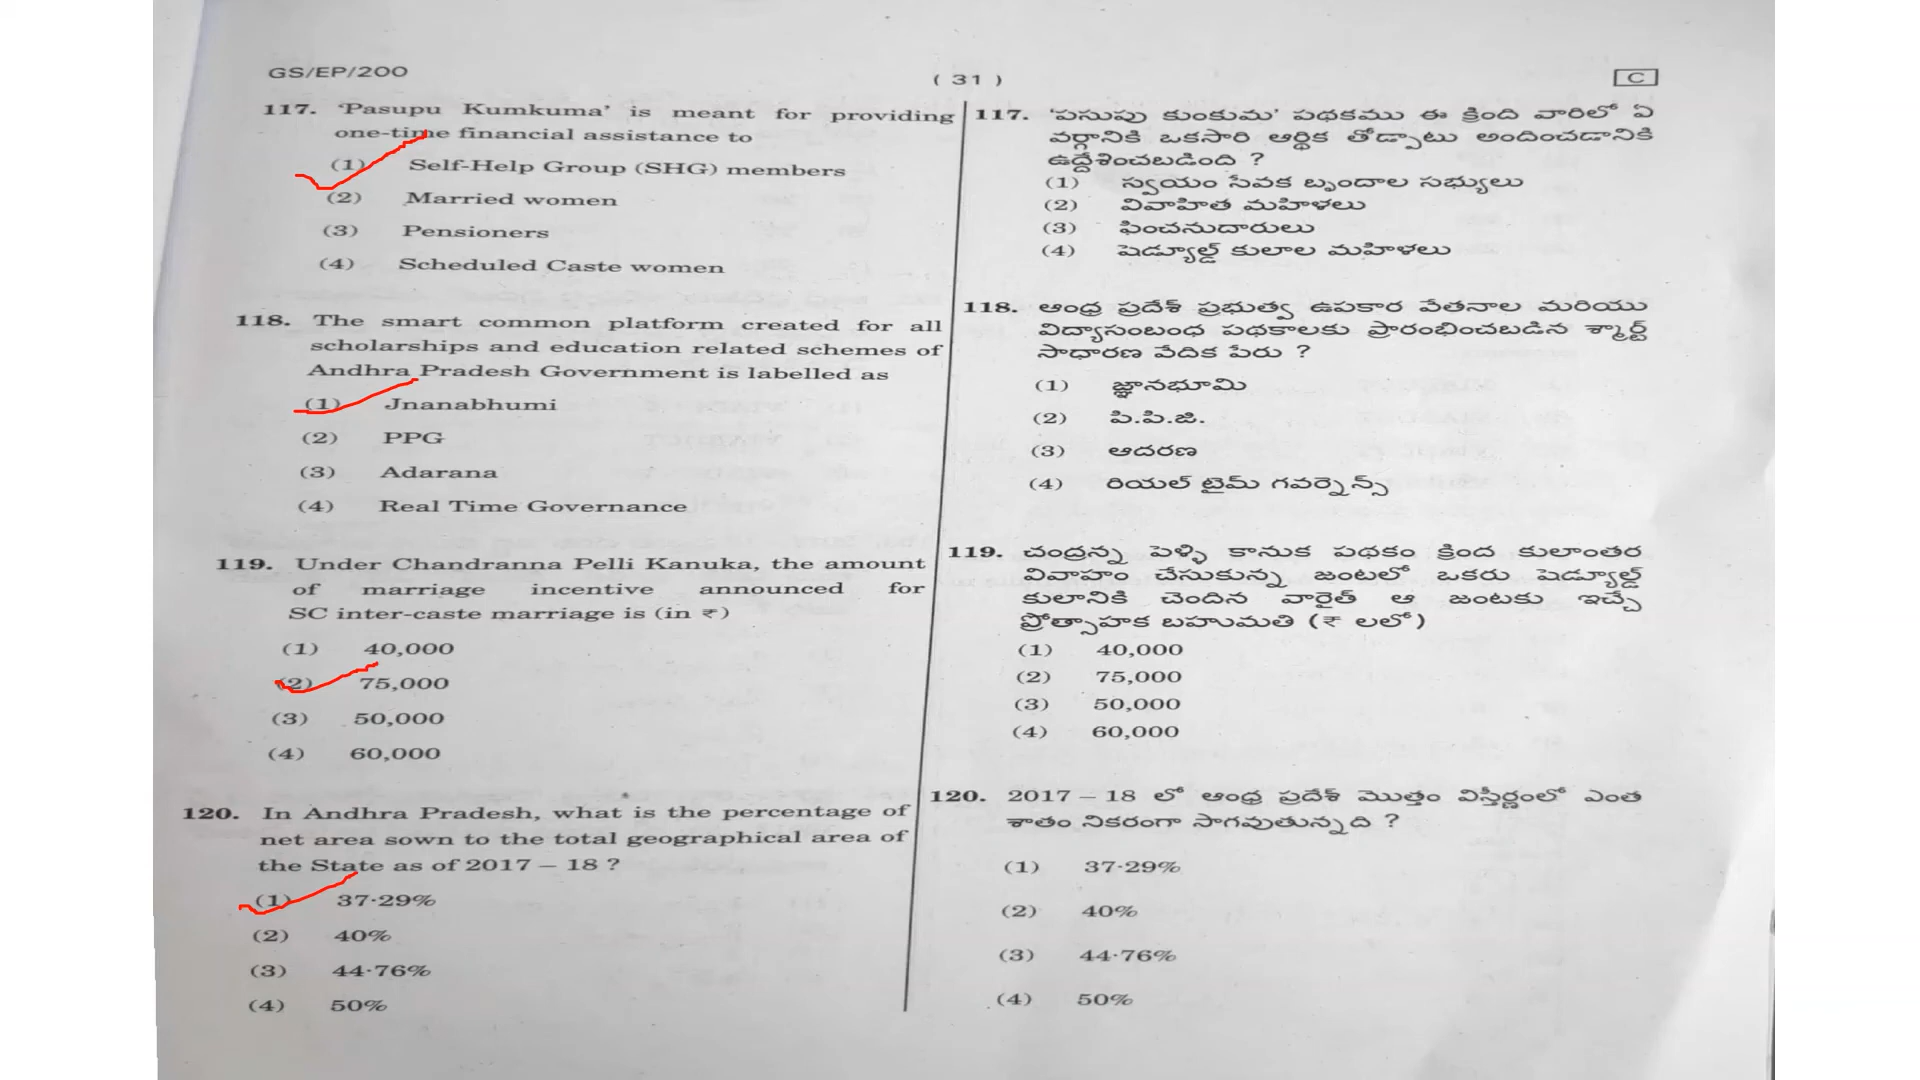 GS/EP/200
( 31 )
C
117. ‘Pasupu Kumkuma’ is meant for providing
one-time financial assistance to
(1) Self-Help Group (SHG) members
(2) Married women
(3) Pensioners
(4) Scheduled Caste women
118. The smart common platform created for all
scholarships and education related schemes of
Andhra Pradesh Government is labelled as
(1) Jnanabhumi
(2) PPG
(3) Adarana
(4) Real Time Governance
119. Under Chandranna Pelli Kanuka, the amount
of marriage incentive announced for
SC inter-caste marriage is (in ₹)
(1) 40,000
(2) 75,000
(3) 50,000
(4) 60,000
120. In Andhra Pradesh, what is the percentage of
net area sown to the total geographical area of
the State as of 2017 – 18 ?
(1) 37·29%
(2) 40%
(3) 44·76%
(4) 50%
117. ‘పసుపు కుంకుమ’ పథకము ఈ క్రింది వారిలో ఏ
వర్గానికి ఒకసారి ఆర్థిక తోడ్పాటు అందించడానికి
ఉద్దేశించబడింది ?
(1) స్వయం సేవక బృందాల సభ్యులు
(2) వివాహిత మహిళలు
(3) ఫించనుదారులు
(4) షెడ్యూల్డ్ కులాల మహిళలు
118. ఆంధ్ర ప్రదేశ్ ప్రభుత్వ ఉపకార వేతనాల మరియు
విద్యాసంబంధ పథకాలకు ప్రారంభించబడిన శ్మార్ట్
సాధారణ వేదిక పేరు ?
(1) జ్ఞానభూమి
(2) పి.పి.జి.
(3) ఆదరణ
(4) రియల్ టైమ్ గవర్నెన్స్
119. చంద్రన్న పెళ్ళి కానుక పథకం క్రింద కులాంతర
వివాహం చేసుకున్న జంటలో ఒకరు షెడ్యూల్డ్
కులానికి చెందిన వారైత్ ఆ జంటకు ఇచ్చే
ప్రోత్సాహక బహుమతి (₹ లలో)
(1) 40,000
(2) 75,000
(3) 50,000
(4) 60,000
120. 2017 – 18 లో ఆంధ్ర ప్రదేశ్ మొత్తం విస్తీర్ణంలో ఎంత
శాతం నికరంగా సాగవుతున్నది ?
(1) 37·29%
(2) 40%
(3) 44·76%
(4) 50%